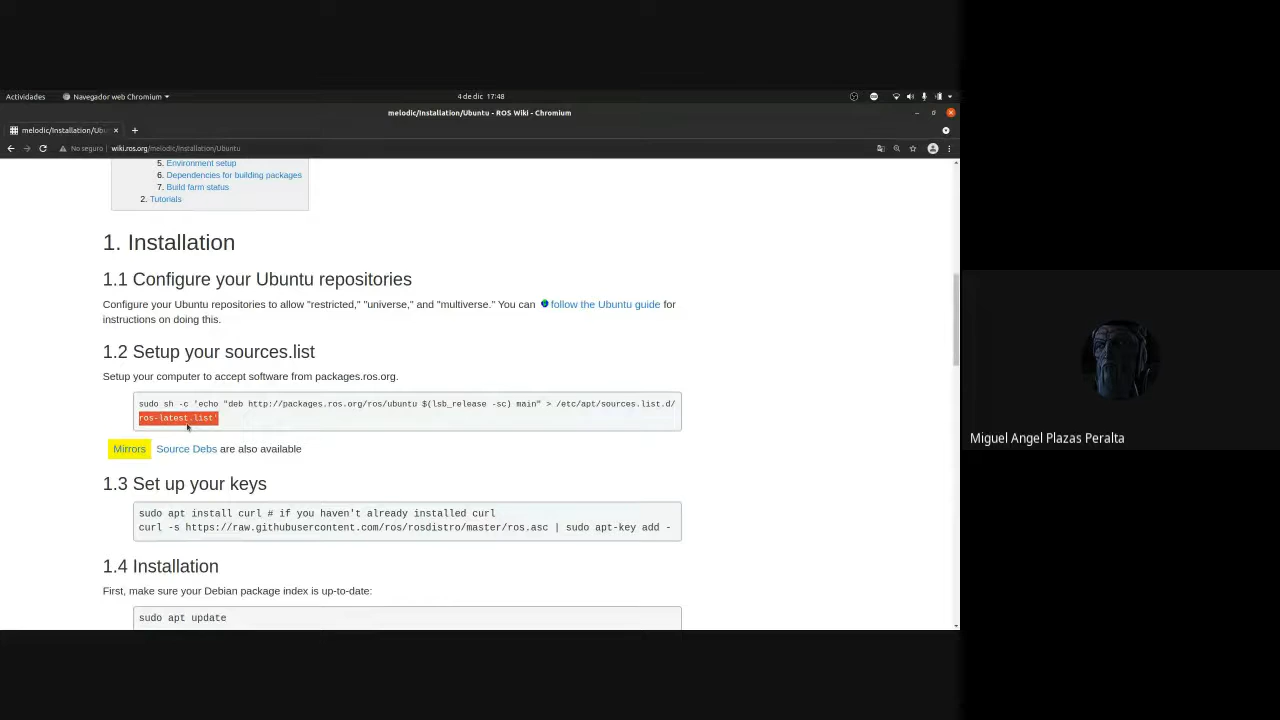 Actividades
Navegador web Chromium
4 de dic 17:48
melodic/Installation/Ubuntu - ROS Wiki - Chromium
melodic/Installation/Ubu
No seguro
wiki.ros.org/melodic/Installation/Ubuntu
5. Environment setup
6. Dependencies for building packages
7. Build farm status
2. Tutorials
1. Installation
1.1 Configure your Ubuntu repositories
Configure your Ubuntu repositories to allow "restricted," "universe," and "multiverse." You can follow the Ubuntu guide for
instructions on doing this.
1.2 Setup your sources.list
Setup your computer to accept software from packages.ros.org.
sudo sh -c 'echo "deb http://packages.ros.org/ros/ubuntu $(lsb_release -sc) main" > /etc/apt/sources.list.d/
ros-latest.list'
Mirrors Source Debs are also available
1.3 Set up your keys
sudo apt install curl # if you haven't already installed curl
curl -s https://raw.githubusercontent.com/ros/rosdistro/master/ros.asc | sudo apt-key add -
1.4 Installation
First, make sure your Debian package index is up-to-date:
sudo apt update
Miguel Angel Plazas Peralta